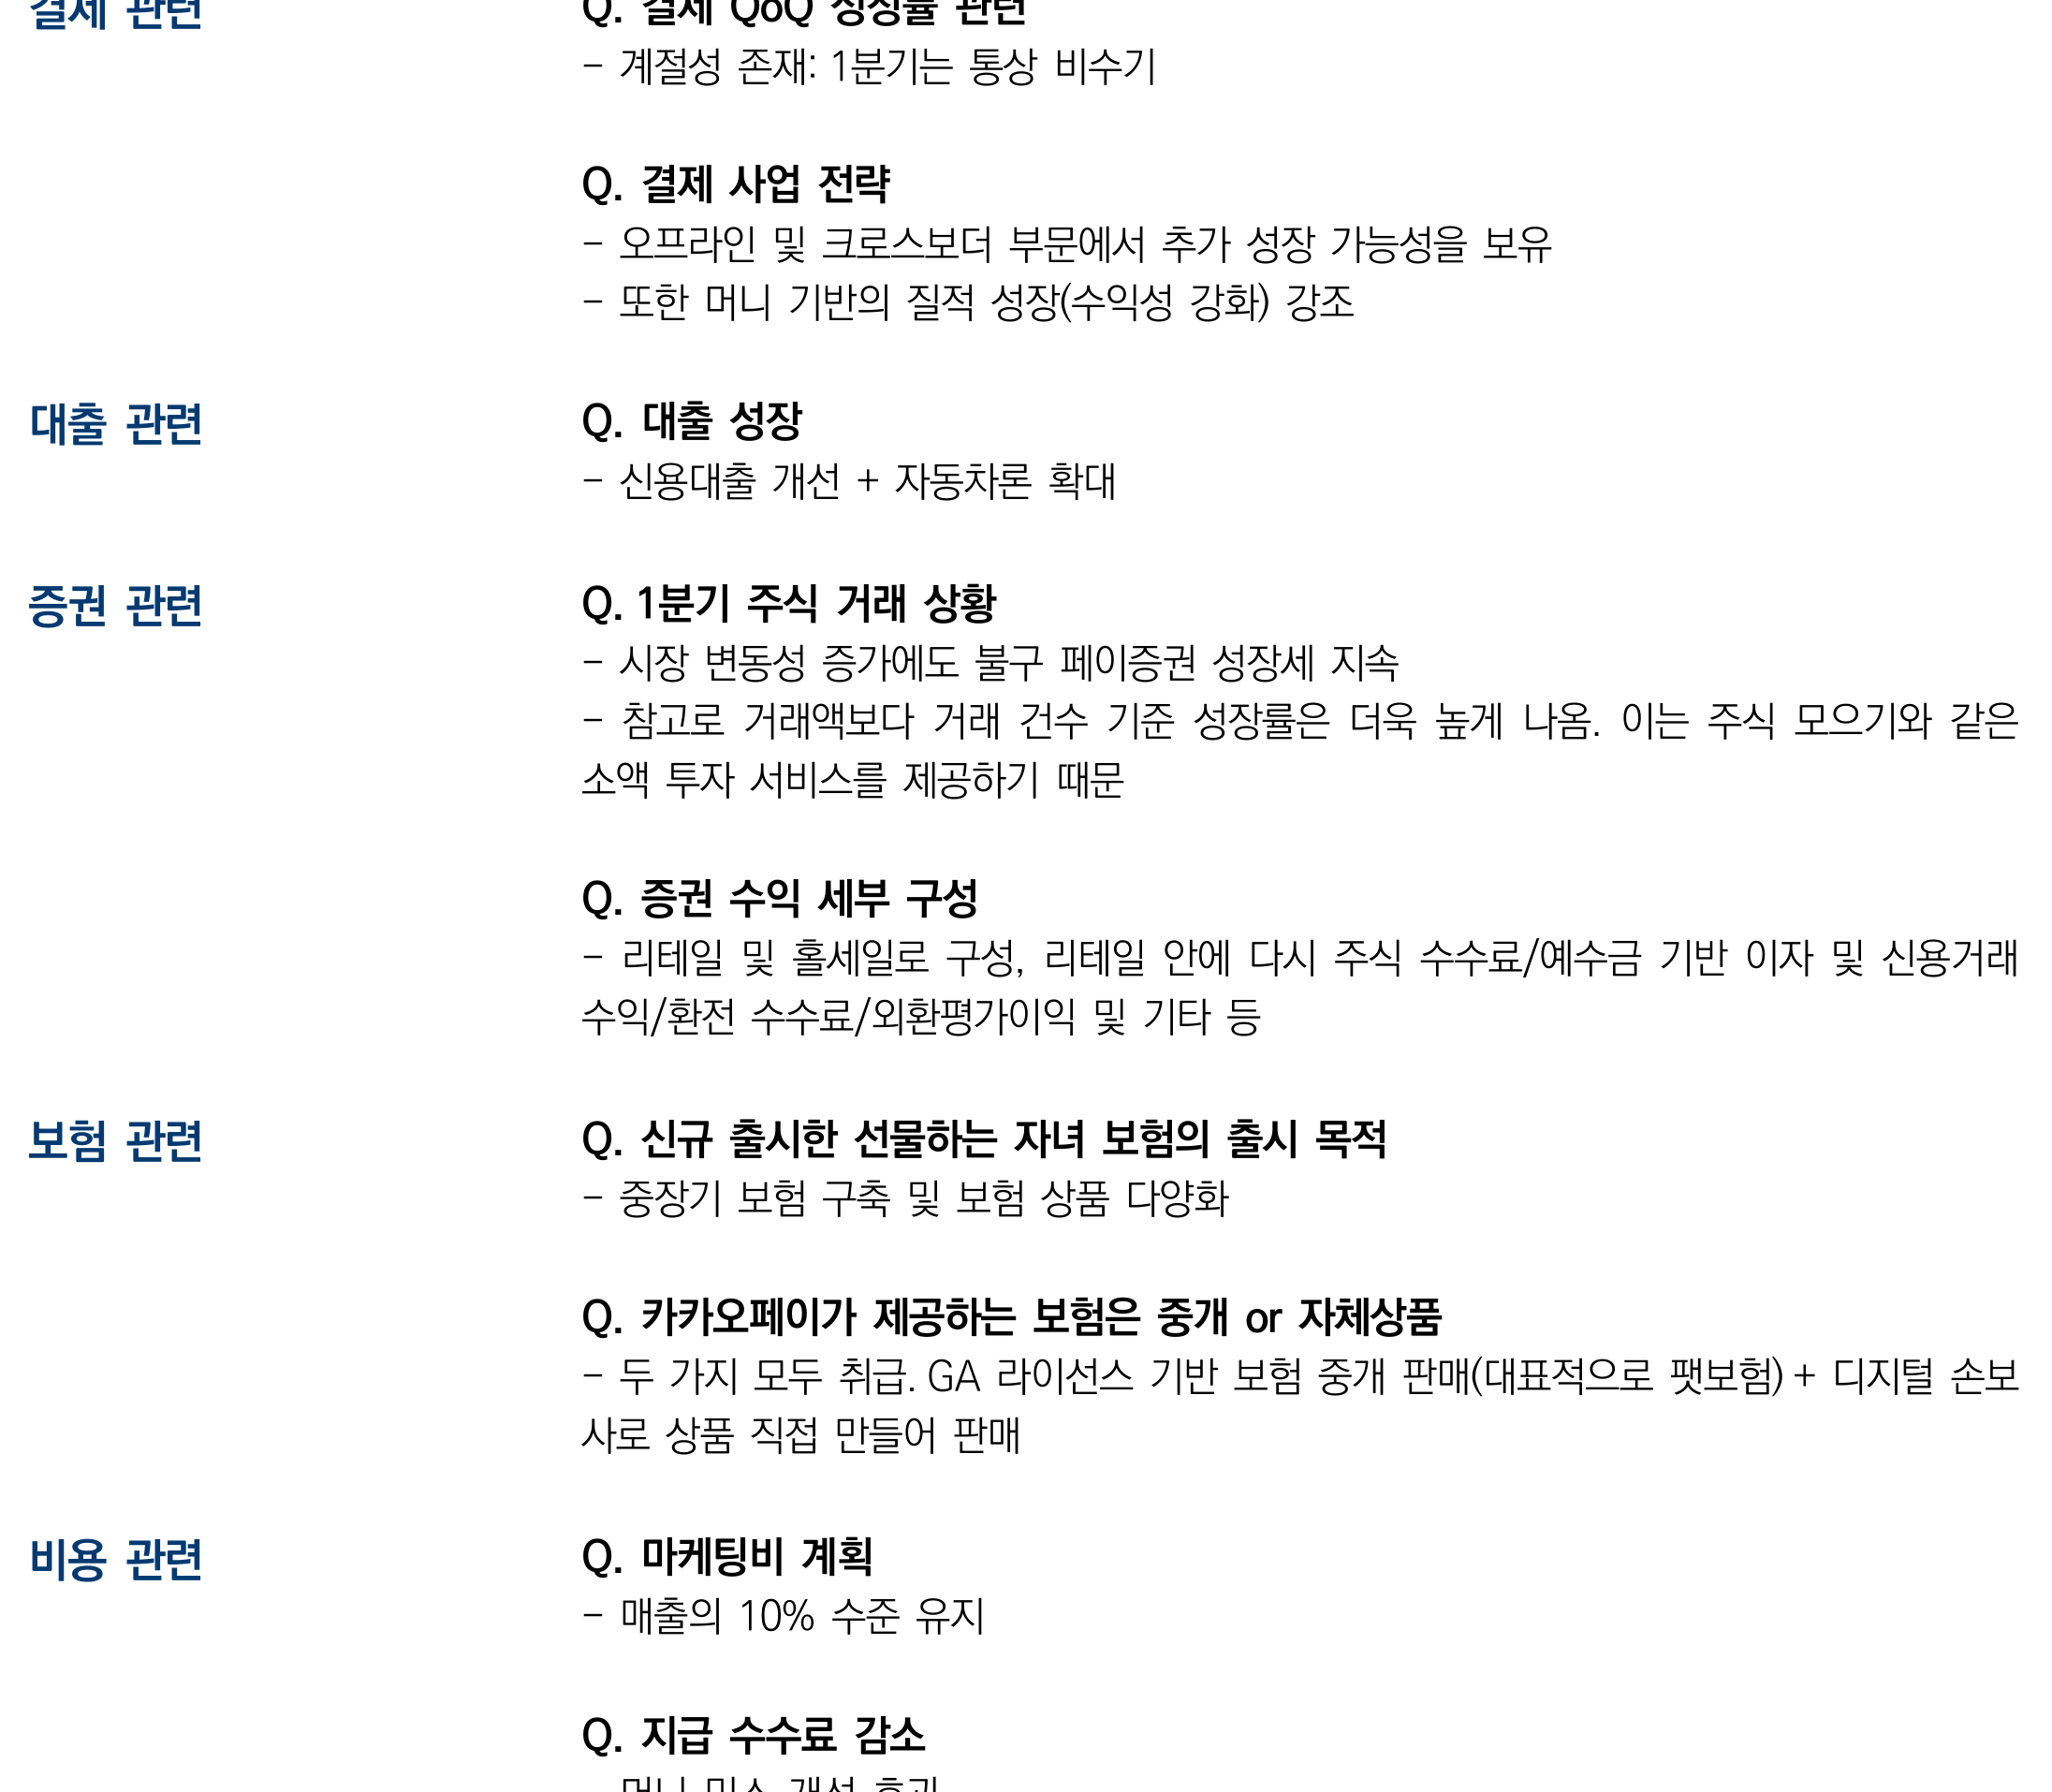 결제 관련
Q. 결제 QoQ 성장률 관련
- 계절성 존재: 1분기는 통상 비수기
Q. 결제 사업 전략
- 오프라인 및 크로스보더 부문에서 추가 성장 가능성을 보유
- 또한 머니 기반의 질적 성장(수익성 강화) 강조
대출 관련
Q. 대출 성장
- 신용대출 개선 + 자동차론 확대
증권 관련
Q. 1분기 주식 거래 상황
- 시장 변동성 증가에도 불구 페이증권 성장세 지속
- 참고로 거래액보다 거래 건수 기준 성장률은 더욱 높게 나옴. 이는 주식 모으기와 같은
소액 투자 서비스를 제공하기 때문
Q. 증권 수익 세부 구성
- 리테일 및 홀세일로 구성, 리테일 안에 다시 주식 수수료/예수금 기반 이자 및 신용거래
수익/환전 수수료/외환평가이익 및 기타 등
보험 관련
Q. 신규 출시한 선물하는 자녀 보험의 출시 목적
- 중장기 보험 구축 및 보험 상품 다양화
Q. 카카오페이가 제공하는 보험은 중개 or 자체상품
- 두 가지 모두 취급. GA 라이선스 기반 보험 중개 판매(대표적으로 팻보험) + 디지털 손보
사로 상품 직접 만들어 판매
비용 관련
Q. 마케팅비 계획
- 매출의 10% 수준 유지
Q. 지급 수수료 감소
- 머니 믹스 개선 효과